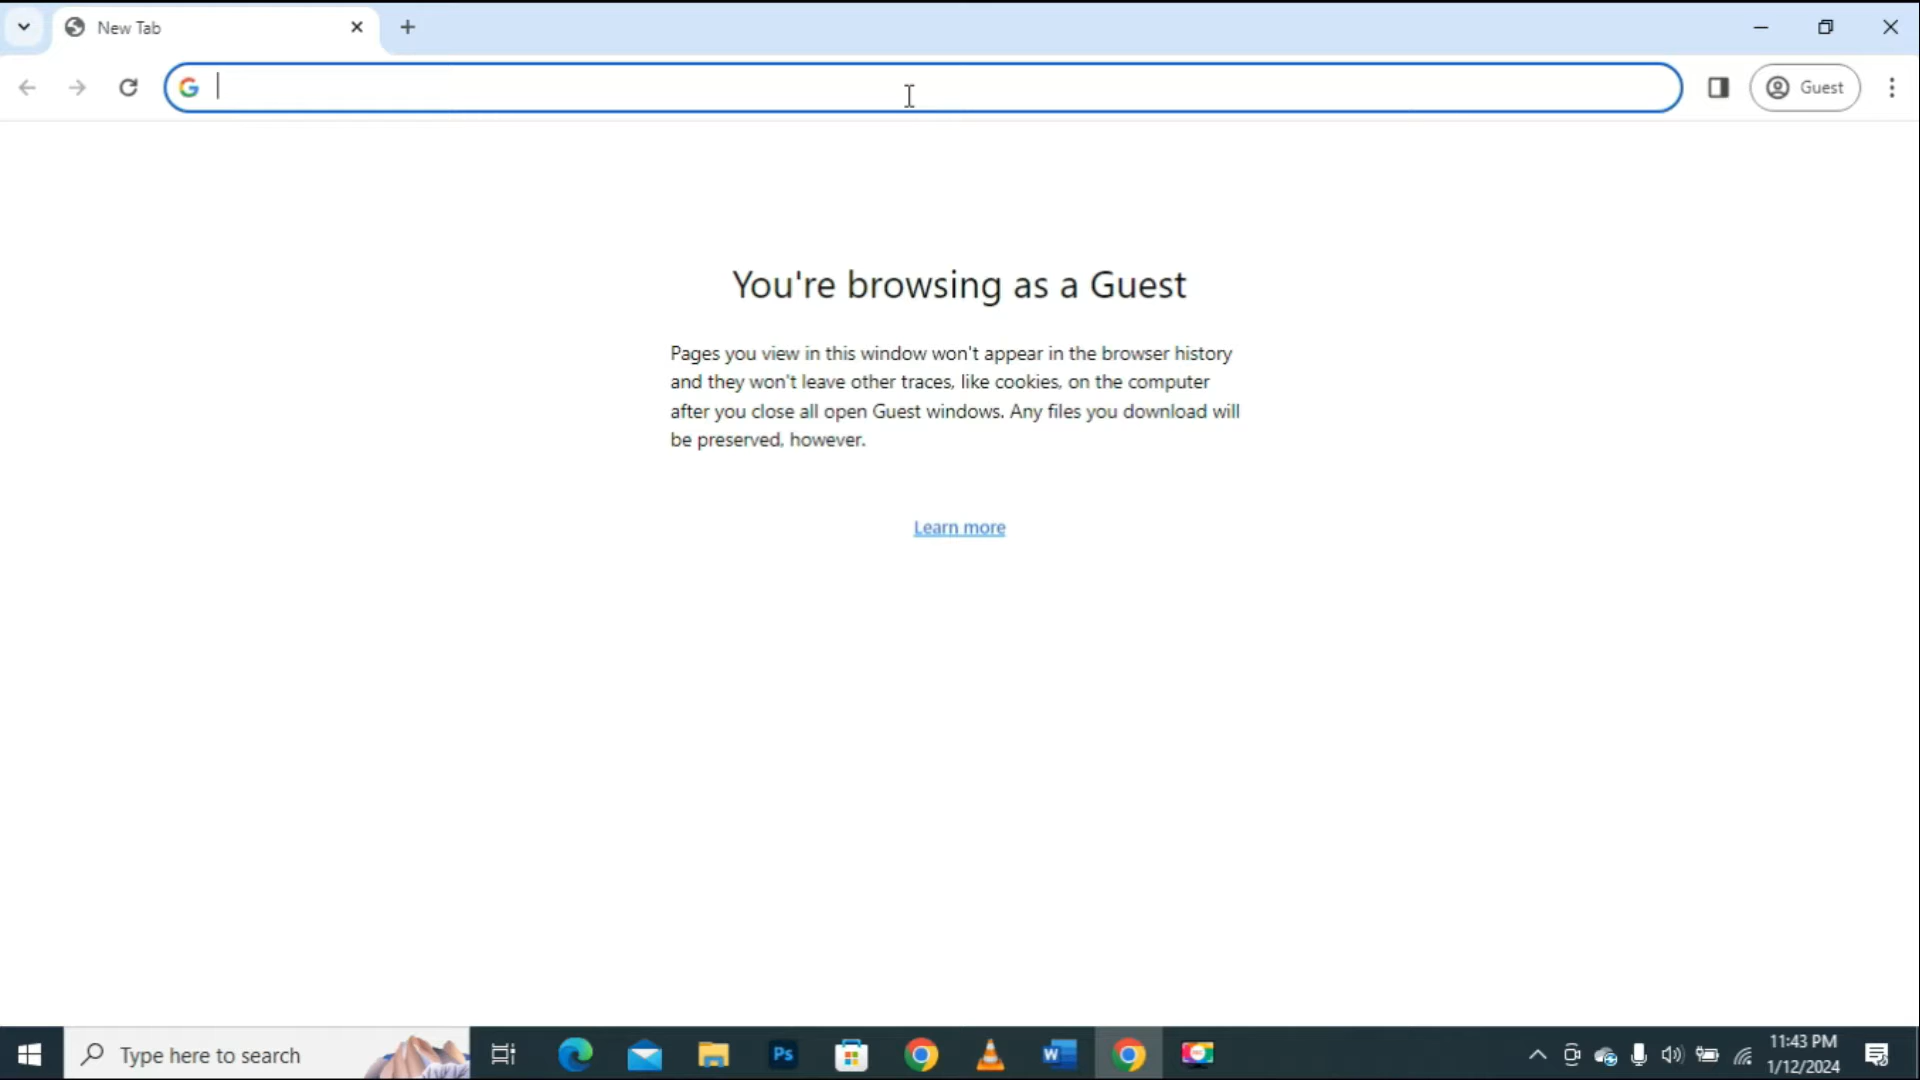 New Tab
Guest
You're browsing as a Guest
Pages you view in this window won't appear in the browser history
and they won't leave other traces, like cookies, on the computer
after you close all open Guest windows. Any files you download will
be preserved, however.
Learn more
Type here to search
Ps
W
11:43 PM
1/12/2024